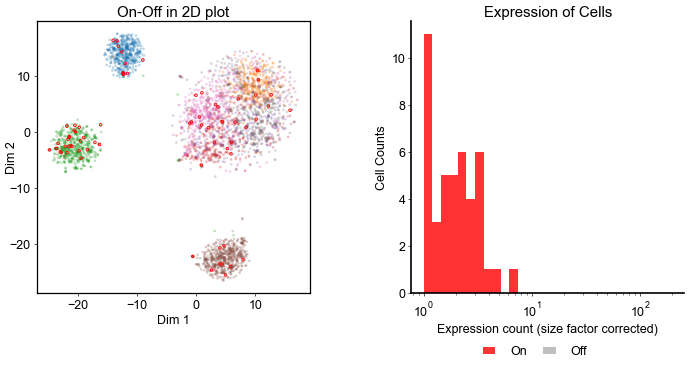 On-Off in 2D plot
Dim 2
10
0
−10
−20
−20
−10
0
10
Dim 1
Expression of Cells
Cell Counts
10
8
6
4
2
0
10⁰
10¹
10²
Expression count (size factor corrected)
On
Off